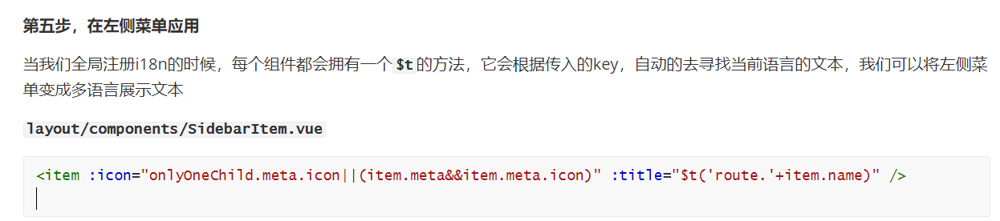 第五步，在左侧菜单应用
当我们全局注册i18n的时候，每个组件都会拥有一个$t的方法，它会根据传入的key，自动的去寻找当前语言的文本，我们可以将左侧菜
单变成多语言展示文本
layout/components/SidebarItem.vue
<item :icon="onlyOneChild.meta.icon||(item.meta&&item.meta.icon)" :title="$t('route.'+item.name)" />